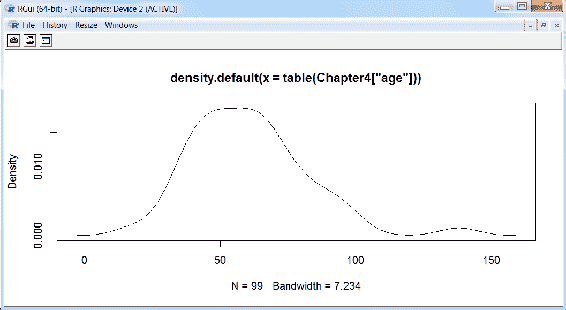 RGui (64-bit) - [R Graphics: Device 2 (ACTIVE)]
File History Resize Windows
density.default(x = table(Chapter4["age"]))
Density
0.010
0.000
0 50 100 150
N = 99 Bandwidth = 7.234